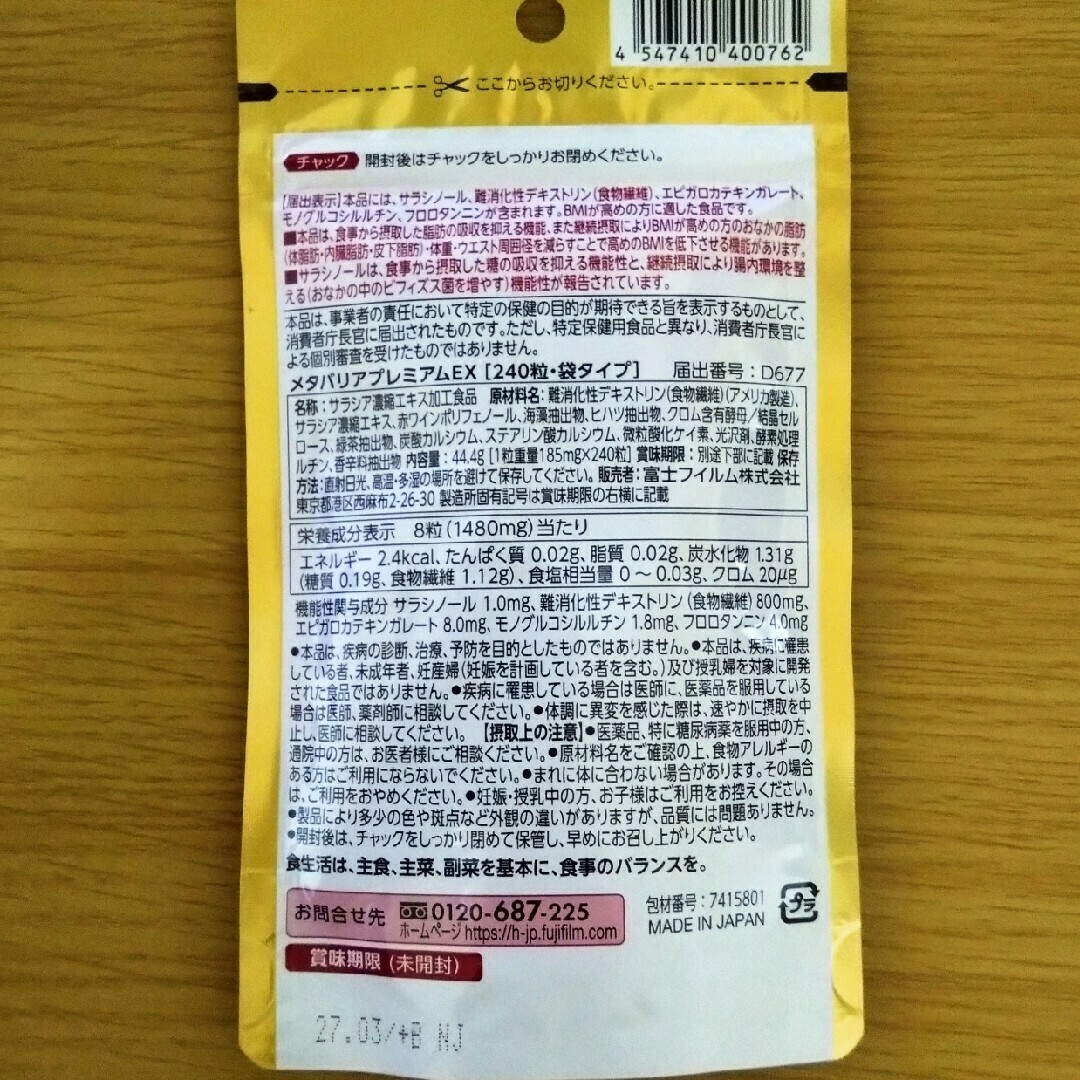 4 547410 400762
ここからお切りください。
チャック 開封後はチャックをしっかりお閉めください。
【届出表示】本品には、サラシノール、難消化性デキストリン(食物繊維)、エピガロカテキンガレート、
モノグルコシルルチン、フロロタンニンが含まれます。BMIが高めの方に適した食品です。
■本品は、食事から摂取した脂肪の吸収を抑える機能、また継続摂取によりBMIが高めの方のおなかの脂肪
(体脂肪・内臓脂肪・皮下脂肪)・体重・ウエスト周囲径を減らすことで高めのBMIを低下させる機能があります。
■サラシノールは、食事から摂取した糖の吸収を抑える機能性と、継続摂取により腸内環境を整
える(おなかの中のビフィズス菌を増やす)機能性が報告されています。
本品は、事業者の責任において特定の保健の目的が期待できる旨を表示するものとして、
消費者庁長官に届出されたものです。ただし、特定保健用食品と異なり、消費者庁長官に
よる個別審査を受けたものではありません。
メタバリアプレミアムEX [240粒・袋タイプ] 届出番号:D677
名称:サラシア濃縮エキス加工食品 原材料名:難消化性デキストリン(食物繊維)(アメリカ製造)、
サラシア濃縮エキス、赤ワインポリフェノール、海藻抽出物、ヒハツ抽出物、クロム含有酵母/結晶セル
ロース、緑茶抽出物、炭酸カルシウム、ステアリン酸カルシウム、微粒酸化ケイ素、光沢剤、酵素処理
ルチン、香辛料抽出物 内容量:44.4g [1粒重量185mg×240粒] 賞味期限:別途下部に記載 保存
方法:直射日光、高温・多湿の場所を避けて保存してください。 販売者:富士フイルム株式会社
東京都港区西麻布2-26-30 製造所固有記号は賞味期限の右横に記載
栄養成分表示 8粒(1480mg)当たり
エネルギー 2.4kcal、たんぱく質 0.02g、脂質 0.02g、炭水化物 1.31g
(糖質 0.19g、食物繊維 1.12g)、食塩相当量 0~0.03g、クロム 20μg
機能性関与成分 サラシノール 1.0mg、難消化性デキストリン(食物繊維)800mg、
エピガロカテキンガレート 8.0mg、モノグルコシルルチン 1.8mg、フロロタンニン 4.0mg
●本品は、疾病の診断、治療、予防を目的としたものではありません。●本品は、疾病に罹患
している者、未成年者、妊産婦(妊娠を計画している者を含む。)及び授乳婦を対象に開発
された食品ではありません。●疾病に罹患している場合は医師に、医薬品を服用している
場合は医師、薬剤師に相談してください。●体調に異変を感じた際は、速やかに摂取を中
止し、医師に相談してください。 【摂取上の注意】●医薬品、特に糖尿病薬を服用中の方、
通院中の方は、お医者様にご相談ください。●原材料名をご確認の上、食物アレルギーの
ある方はご利用にならないでください。●まれに体に合わない場合があります。その場合
は、ご利用をおやめください。●妊娠・授乳中の方、お子様はご利用をお控えください。
●製品により多少の色や斑点など外観の違いがありますが、品質には問題ありません。
●開封後は、チャックをしっかり閉めて保管し、早めにお召し上がりください。
食生活は、主食、主菜、副菜を基本に、食事のバランスを。
お問合せ先 0120-687-225
ホームページ https://h-jp.fujifilm.com
包材番号:7415801
MADE IN JAPAN
プラ
賞味期限(未開封)
27.03/+B NJ